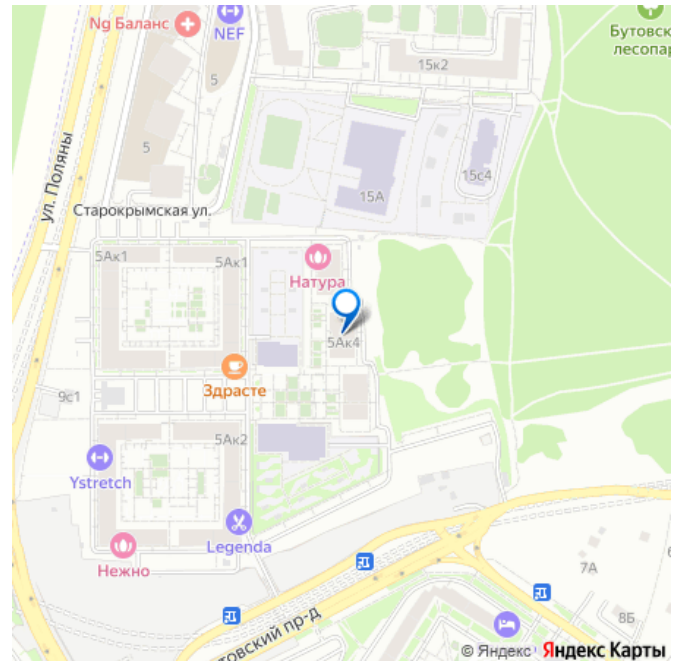 Ng Баланс
NEF
5
5
15к2
Бутовск
лесопар
ул. Поляны
15А
15с4
Старокрымская ул.
5Ак1
5Ак1
Натура
5Ак4
Здрасте
9с1
5Ак2
Ystretch
Legenda
Нежно
7А
8Б
6
товский пр-д
© Яндекс Яндекс Карты